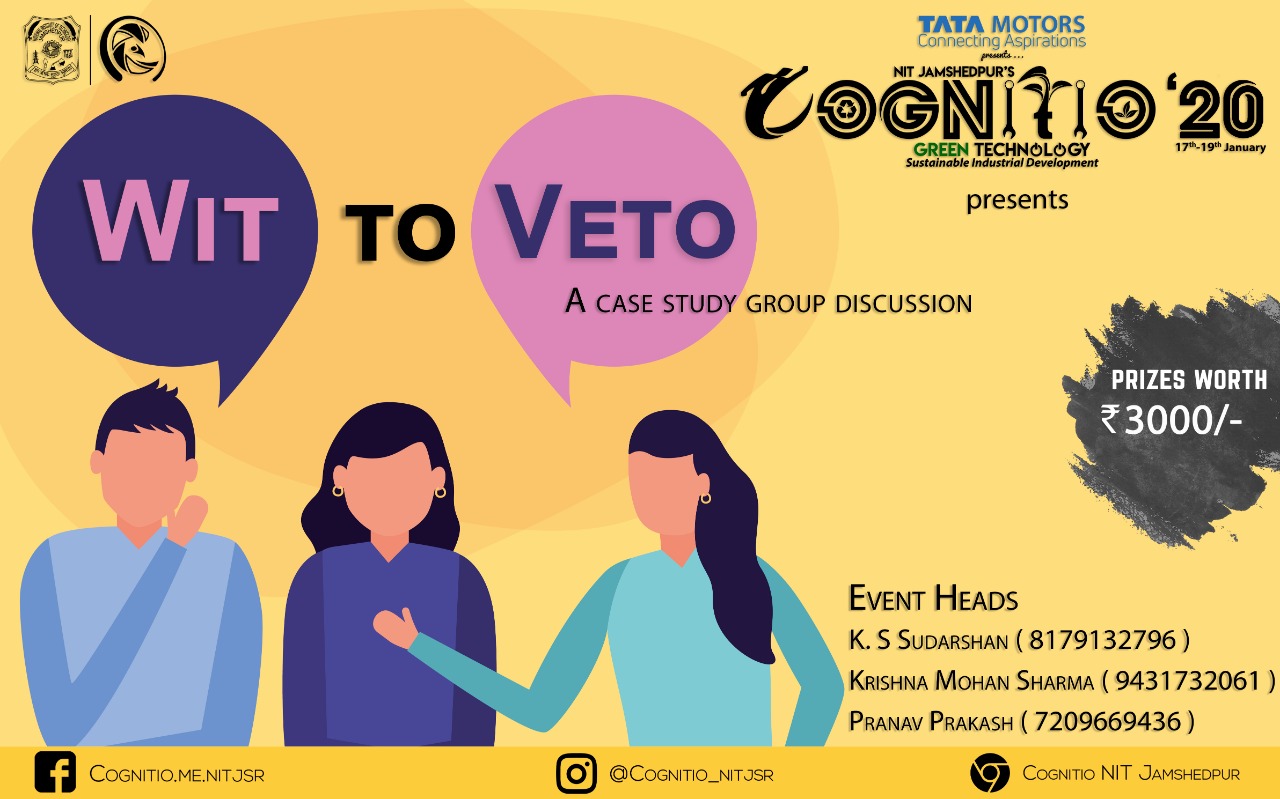 TATA MOTORS
Connecting Aspirations
presents ...
NIT JAMSHEDPUR'S
COGNITIO '20
GREEN TECHNOLOGY
17th-19th January
Sustainable Industrial Development
presents
WIT TO VETO
A CASE STUDY GROUP DISCUSSION
PRIZES WORTH
₹3000/-
EVENT HEADS
K. S SUDARSHAN ( 8179132796 )
KRISHNA MOHAN SHARMA ( 9431732061 )
PRANAV PRAKASH ( 7209669436 )
COGNITIO.ME.NITJSR
@COGNITIO_NITJSR
COGNITIO NIT JAMSHEDPUR